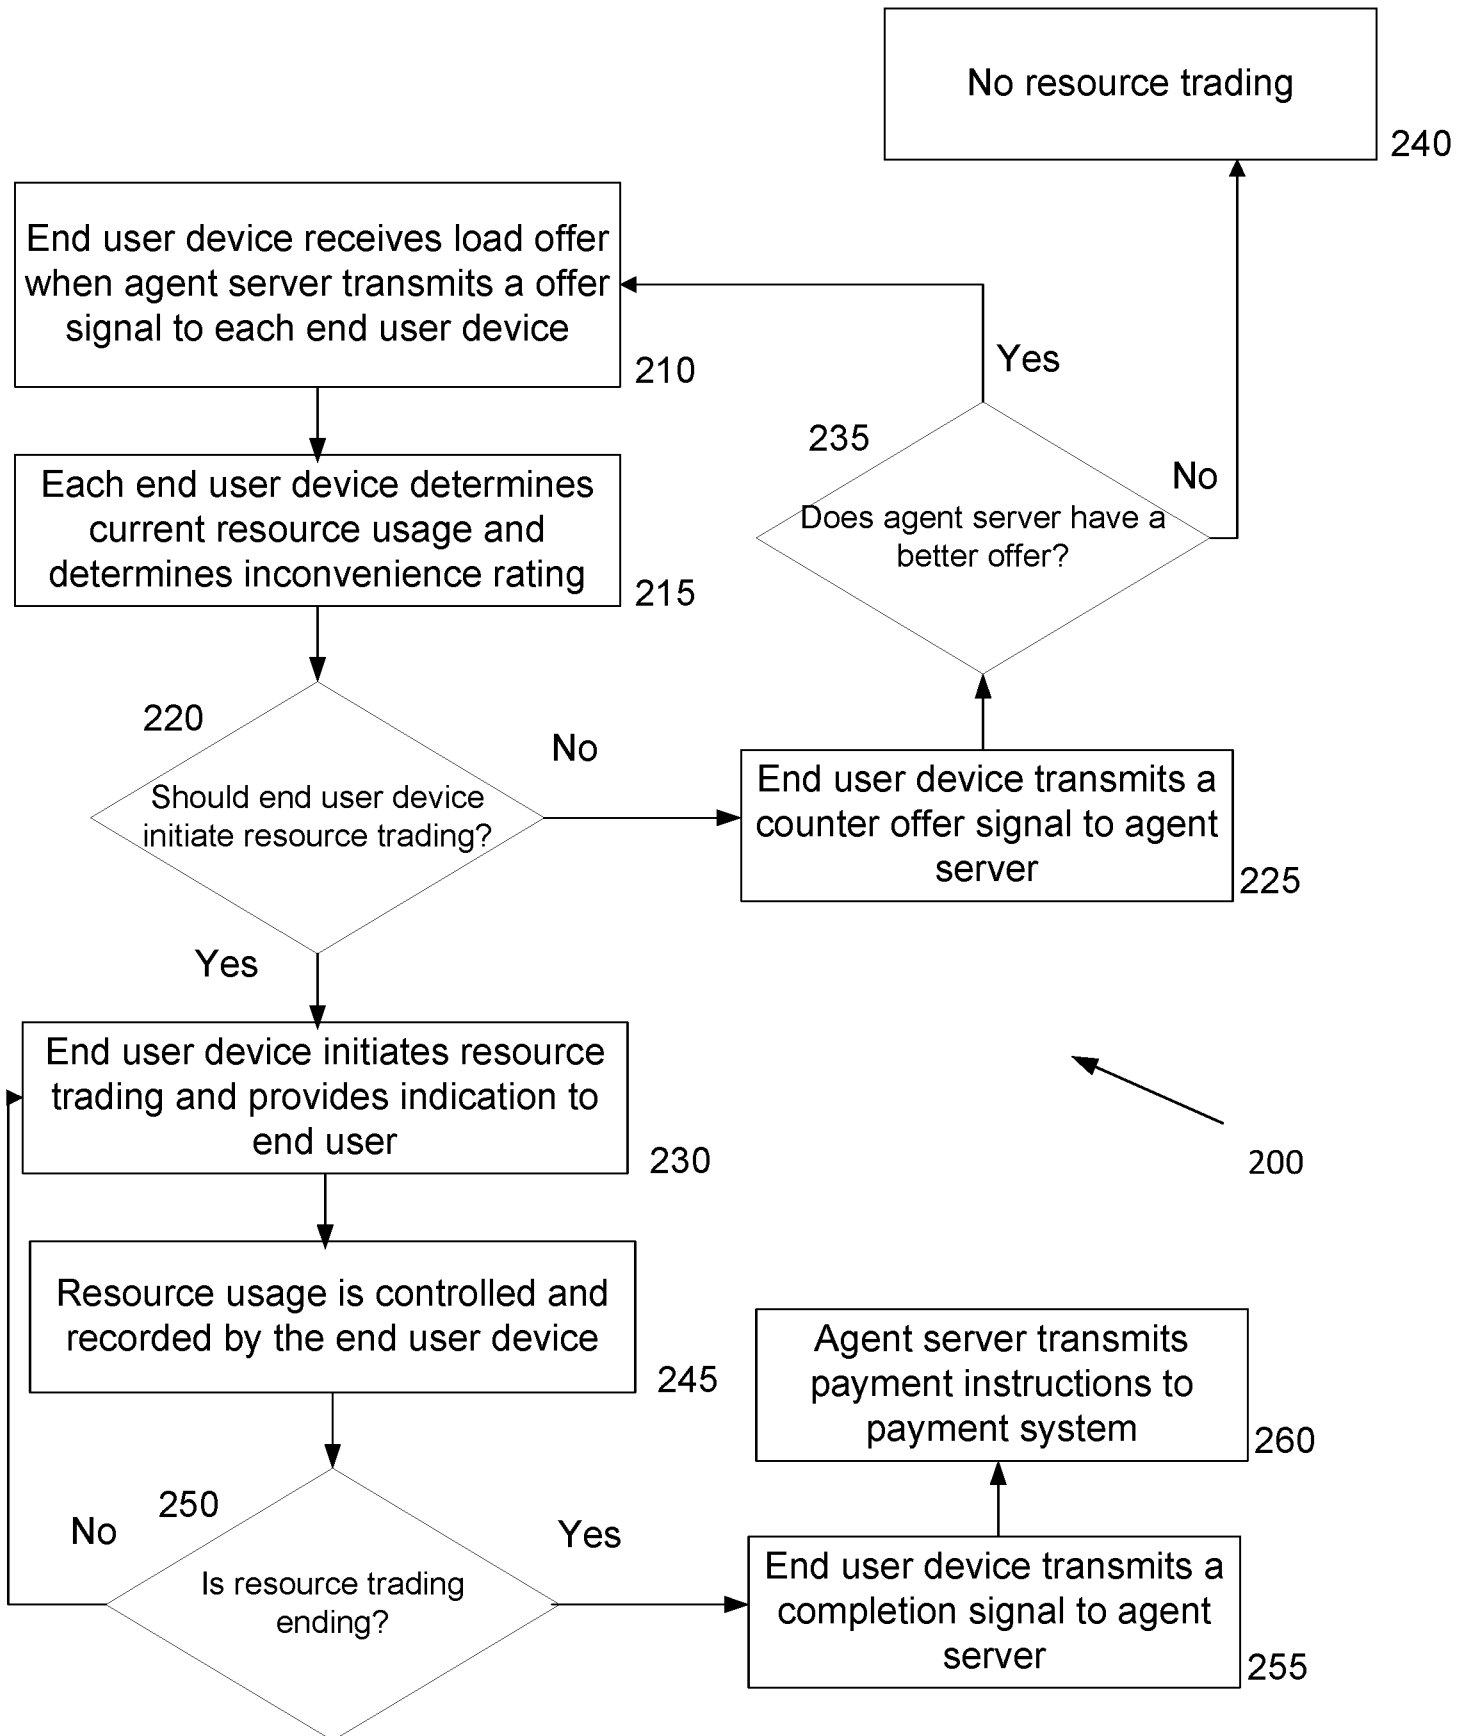 No resource trading
240
End user device receives load offer
when agent server transmits a offer
signal to each end user device
210
Yes
235
No
Does agent server have a
better offer?
Each end user device determines
current resource usage and
determines inconvenience rating
215
220
No
Should end user device
initiate resource trading?
End user device transmits a
counter offer signal to agent
server
225
Yes
End user device initiates resource
trading and provides indication to
end user
230
200
Resource usage is controlled and
recorded by the end user device
245
Agent server transmits
payment instructions to
payment system
260
250
No
Yes
Is resource trading
ending?
End user device transmits a
completion signal to agent
server
255